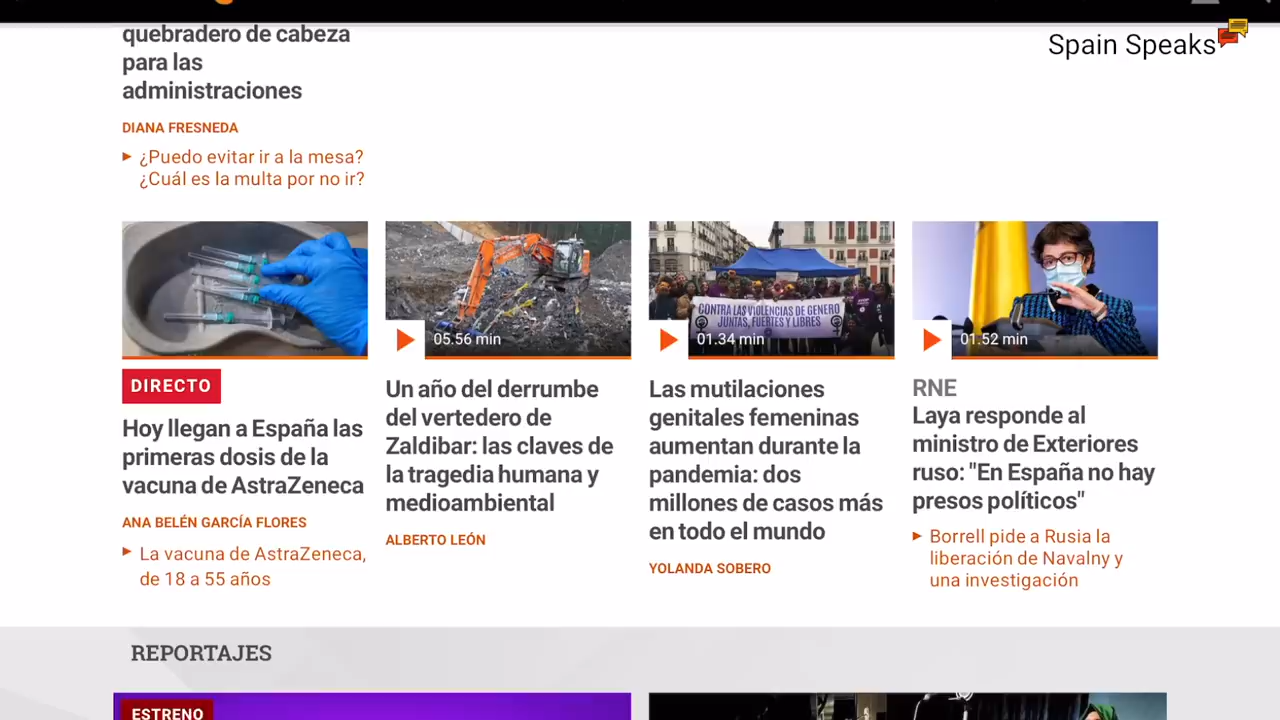 quebradero de cabeza
para las
administraciones
DIANA FRESNEDA
¿Puedo evitar ir a la mesa?
¿Cuál es la multa por no ir?
Spain Speaks
05.56 min
CONTRA LAS VIOLENCIAS DE GENERO
JUNTAS, FUERTES Y LIBRES
01.34 min
01.52 min
DIRECTO
Hoy llegan a España las
primeras dosis de la
vacuna de AstraZeneca
ANA BELÉN GARCÍA FLORES
La vacuna de AstraZeneca,
de 18 a 55 años
Un año del derrumbe
del vertedero de
Zaldibar: las claves de
la tragedia humana y
medioambiental
ALBERTO LEÓN
Las mutilaciones
genitales femeninas
aumentan durante la
pandemia: dos
millones de casos más
en todo el mundo
YOLANDA SOBERO
RNE
Laya responde al
ministro de Exteriores
ruso: "En España no hay
presos políticos"
Borrell pide a Rusia la
liberación de Navalny y
una investigación
REPORTAJES
ESTRENO